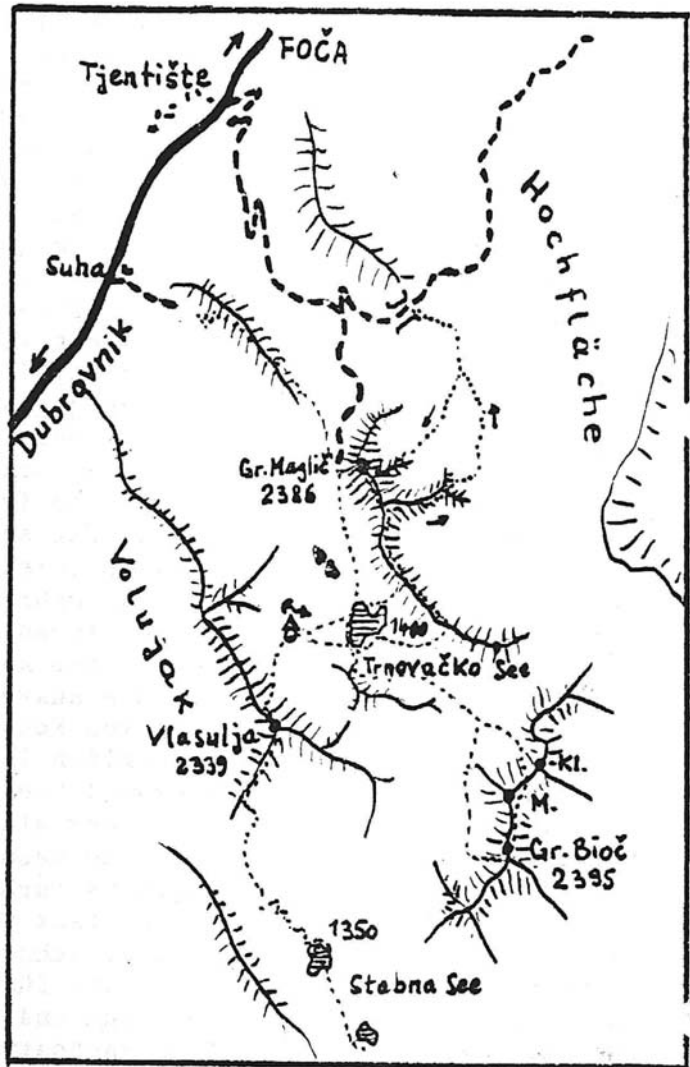 FOČA
Tjentište
Hochfläche
Suha
Dubrovnik
Gr. Maglič
2386
Volujak
1400
Trnovačko See
Vlasulja
2339
Kl.
M.
Gr. Bioč
2395
1350
Stabna See